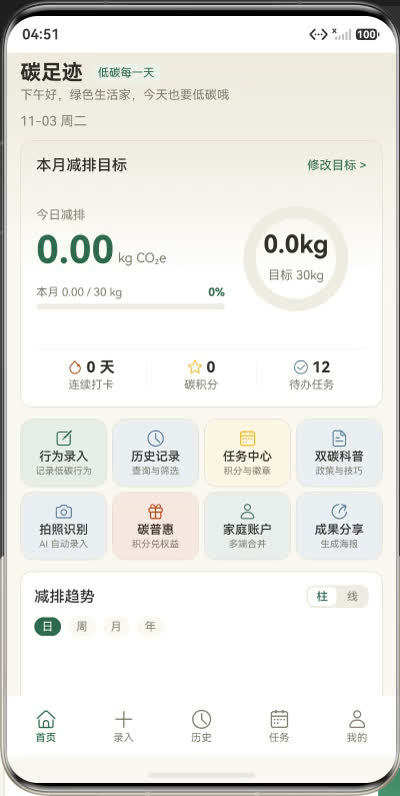 04:51
100
碳足迹 低碳每一天
下午好，绿色生活家，今天也要低碳哦
11-03 周二
本月减排目标 修改目标 >
今日减排
0.00 kg CO₂e
0.0kg
目标 30kg
本月 0.00 / 30 kg 0%
0 天 0 12
连续打卡 碳积分 待办任务
行为录入 历史记录 任务中心 双碳科普
记录低碳行为 查询与筛选 积分与徽章 政策与技巧
拍照识别 碳普惠 家庭账户 成果分享
AI 自动录入 积分兑权益 多端合并 生成海报
减排趋势 柱 线
日 周 月 年
首页 录入 历史 任务 我的